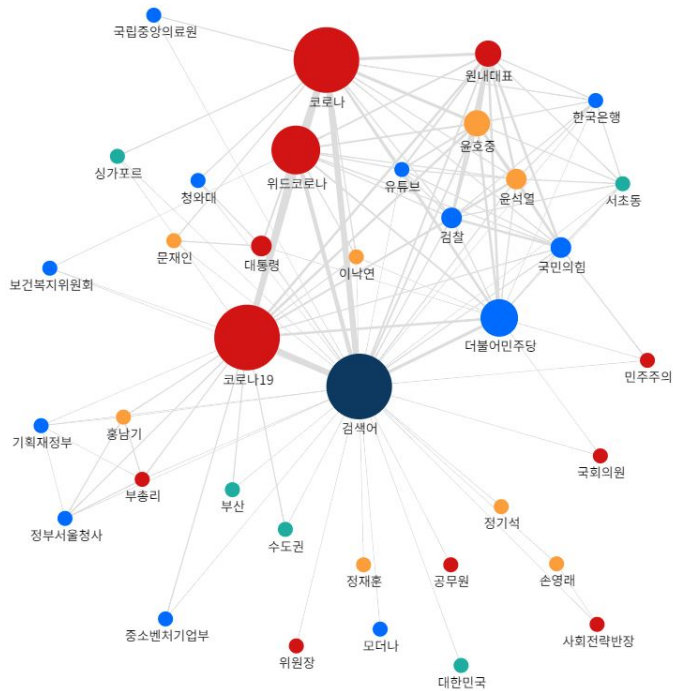 국립중앙의료원
코로나
원내대표
한국은행
윤호중
싱가포르
위드코로나
청와대
유튜브
윤석열
서초동
검찰
문재인
대통령
이낙연
국민의힘
보건복지위원회
더불어민주당
코로나19
민주주의
검색어
홍남기
기획재정부
국회의원
부총리
부산
정기석
정부서울청사
수도권
정재훈
공무원
손영래
중소벤처기업부
사회전략반장
위원장
모더나
대한민국